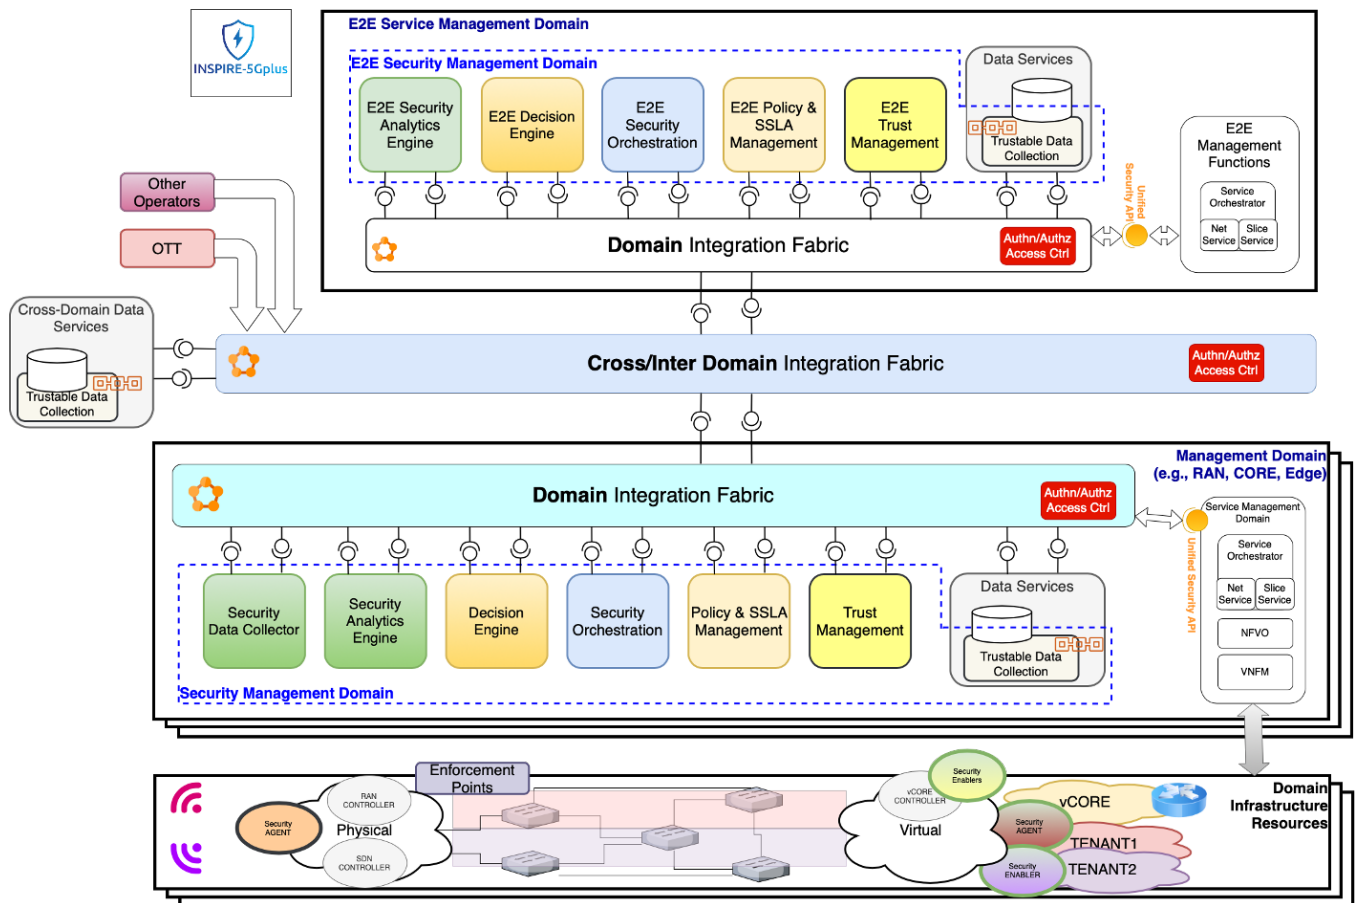 INSPIRE-5Gplus
E2E Service Management Domain
E2E Security Management Domain
E2E Security
Analytics
Engine
E2E Decision
Engine
E2E
Security
Orchestration
E2E Policy &
SSLA
Management
E2E
Trust
Management
Data Services
Trustable Data
Collection
Unified
Security API
E2E
Management
Functions
Service
Orchestrator
Net
Service
Slice
Service
Domain Integration Fabric
Authn/Authz
Access Ctrl
Other
Operators
OTT
Cross-Domain Data
Services
Trustable Data
Collection
Cross/Inter Domain Integration Fabric
Authn/Authz
Access Ctrl
Management Domain
(e.g., RAN, CORE, Edge)
Domain Integration Fabric
Authn/Authz
Access Ctrl
Unified Security API
Service Management
Domain
Service
Orchestrator
Net
Service
Slice
Service
NFVO
VNFM
Security
Data Collector
Security
Analytics
Engine
Decision
Engine
Security
Orchestration
Policy & SSLA
Management
Trust
Management
Data Services
Trustable Data
Collection
Security Management Domain
Enforcement
Points
RAN
CONTROLLER
Security
AGENT
Physical
SDN
CONTROLLER
Security
Enablers
vCORE
CONTROLLER
Virtual
vCORE
Security
AGENT
TENANT1
Security
ENABLER
TENANT2
Domain
Infrastructure
Resources